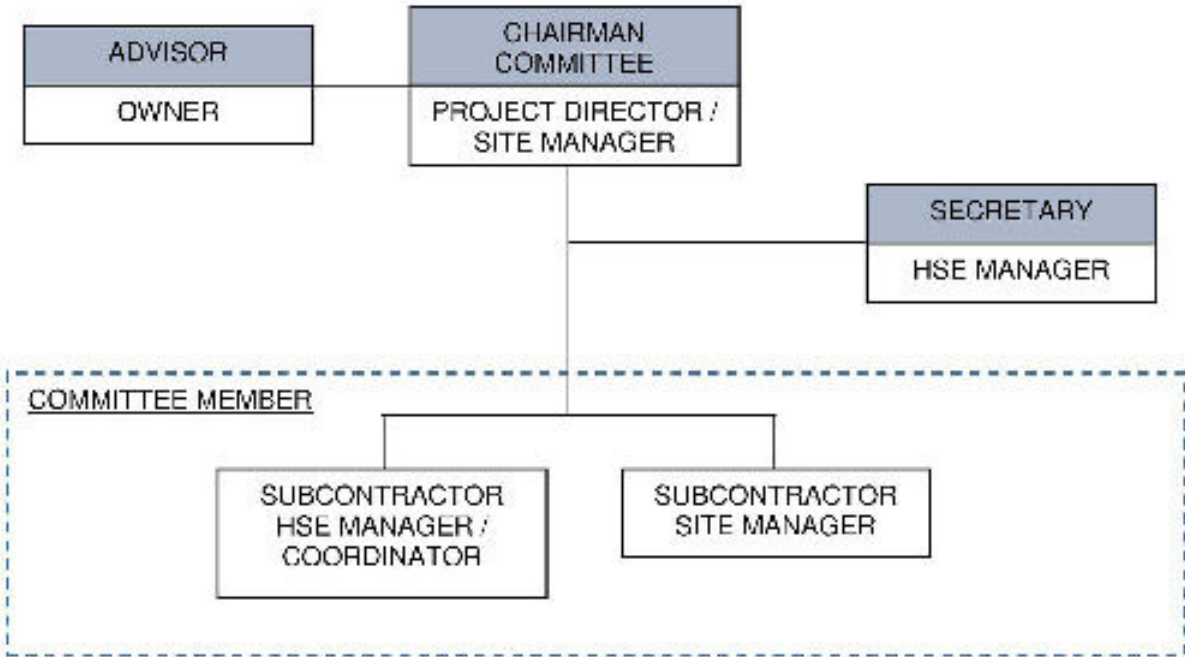 ADVISOR
OWNER
CHAIRMAN
COMMITTEE
PROJECT DIRECTOR /
SITE MANAGER
SECRETARY
HSE MANAGER
COMMITTEE MEMBER
SUBCONTRACTOR
HSE MANAGER /
COORDINATOR
SUBCONTRACTOR
SITE MANAGER